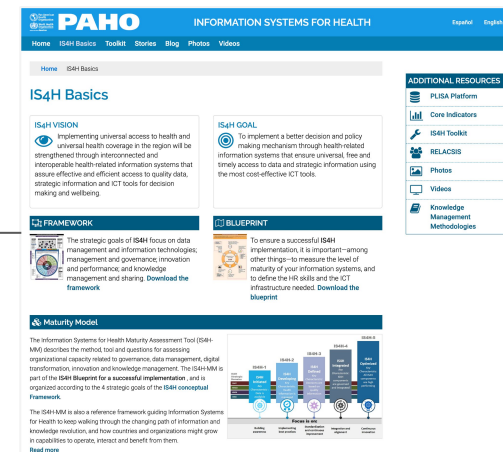 PAHO
INFORMATION SYSTEMS FOR HEALTH
Español English
Home IS4H Basics Toolkit Stories Blog Photos Videos
Home IS4H Basics
IS4H Basics
IS4H VISION
Implementing universal access to health and
universal health coverage in the region will be
strengthened through interconnected and
interoperable health-related information systems that
assure effective and efficient access to quality data,
strategic information and ICT tools for decision
making and wellbeing.
IS4H GOAL
To implement a better decision and policy
making mechanism through health-related
information systems that ensure universal, free and
timely access to data and strategic information using
the most cost-effective ICT tools.
FRAMEWORK
The strategic goals of IS4H focus on data
management and information technologies;
management and governance; innovation
and performance; and knowledge
management and sharing. Download the
framework
BLUEPRINT
To ensure a successful IS4H
implementation, it is important—among
other things—to measure the level of
maturity of your information systems, and
to define the HR skills and the ICT
infrastructure needed. Download the
blueprint
Maturity Model
The Information Systems for Health Maturity Assessment Tool (IS4H-
MM) describes the method, tool and questions for assessing
organizational capacity related to governance, data management, digital
transformation, innovation and knowledge management. The IS4H-MM is
part of the IS4H Blueprint for a successful implementation , and is
organized according to the 4 strategic goals of the IS4H conceptual
Framework.
The IS4H-MM is also a reference framework guiding Information Systems
for Health to keep walking through the changing path of information and
knowledge revolution, and how countries and organizations might grow
in capabilities to operate, interact and benefit from them.
Read more
IS4H-1
IS4H-2
IS4H-3
IS4H-4
IS4H-5
Focus is on:
ADDITIONAL RESOURCES
PLISA Platform
Core Indicators
IS4H Toolkit
RELACSIS
Photos
Videos
Knowledge
Management
Methodologies